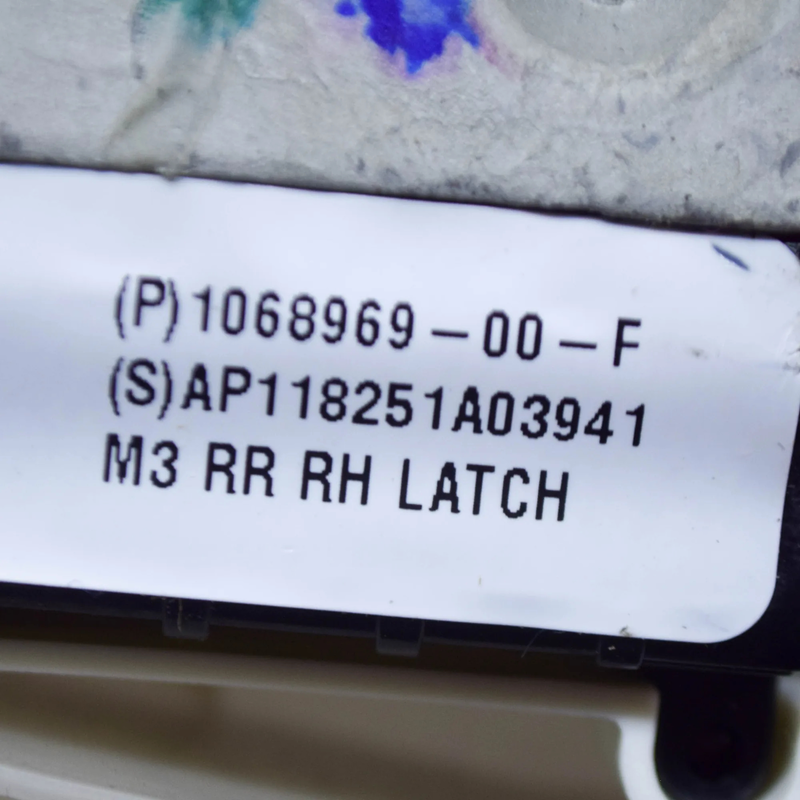 (P)1068969-00-F
(S)AP118251A03941
M3 RR RH LATCH